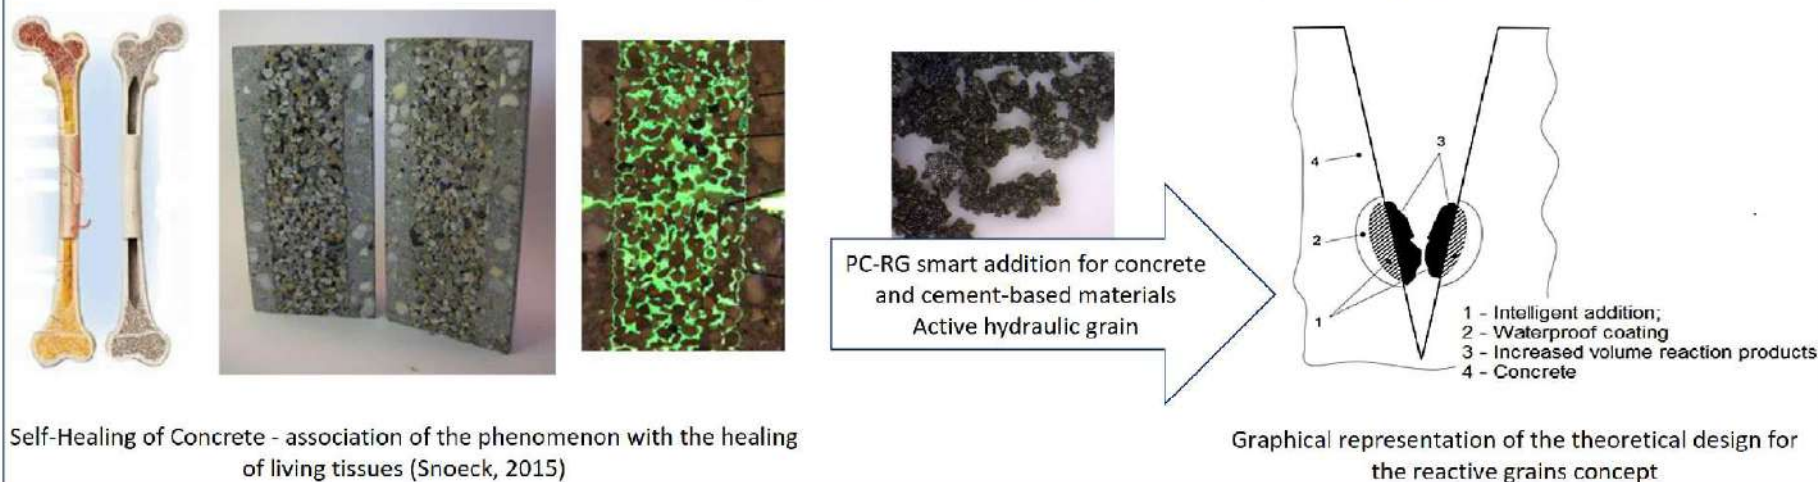 PC-RG smart addition for concrete
and cement-based materials
Active hydraulic grain
4
3
2
1
1 - Intelligent addition;
2 - Waterproof coating
3 - Increased volume reaction products
4 - Concrete
Self-Healing of Concrete - association of the phenomenon with the healing
of living tissues (Snoeck, 2015)
Graphical representation of the theoretical design for
the reactive grains concept